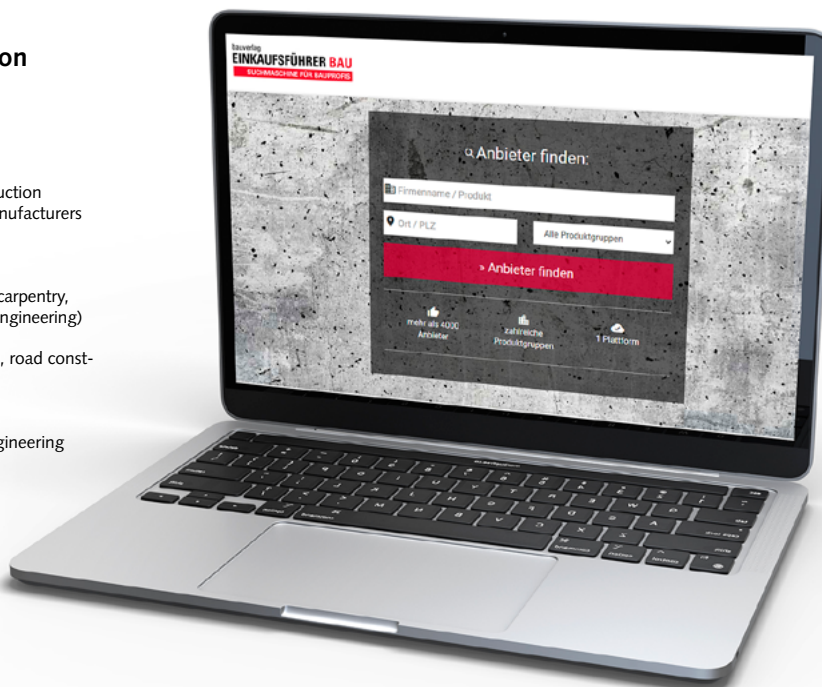 on
uction
nufacturers
carpentry,
ngineering)
, road const-
gineering
bauverlag
EINKAUFSFÜHRER BAU
SUCHMASCHINE FÜR BAUPROFIS
Anbieter finden:
Firmenname / Produkt
Ort / PLZ
Alle Produktgruppen
» Anbieter finden
mehr als 4000
Anbieter
zahlreiche
Produktgruppen
1 Plattform